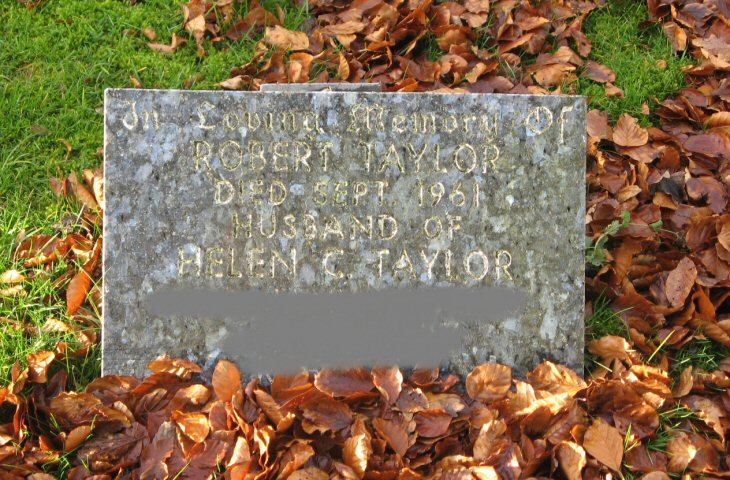 In Loving Memory Of
ROBERT TAYLOR
DIED SEPT. 1961
HUSBAND OF
HELEN C. TAYLOR